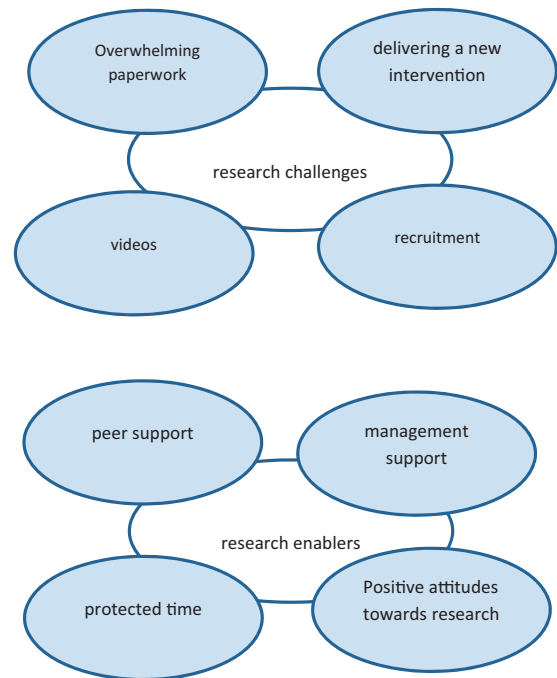 Overwhelming
paperwork
delivering a new
intervention
research challenges
videos
recruitment
peer support
management
support
research enablers
protected time
Positive attitudes
towards research